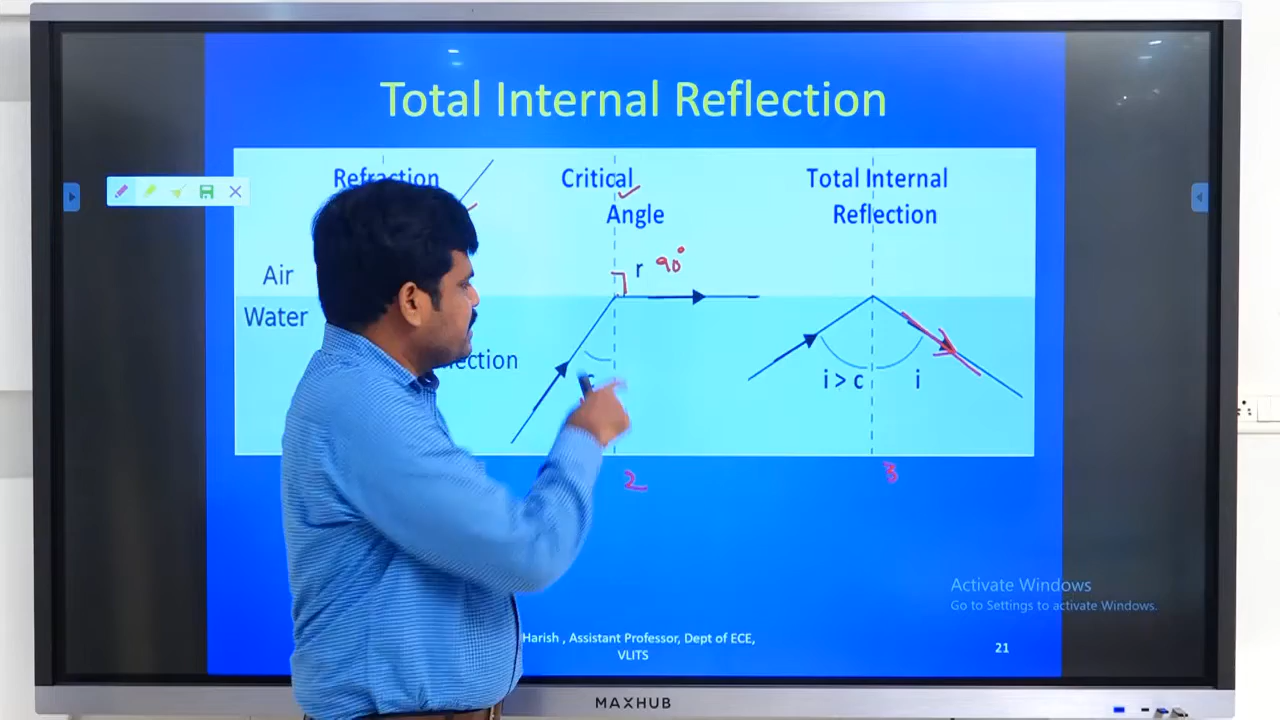 Total Internal Reflection
Refraction
Critical
Angle
Total Internal
Reflection
Air
Water
r 90°
i > c
i
2
3
Activate Windows
Go to Settings to activate Windows.
Harish , Assistant Professor, Dept of ECE,
VLITS
21
MAXHUB